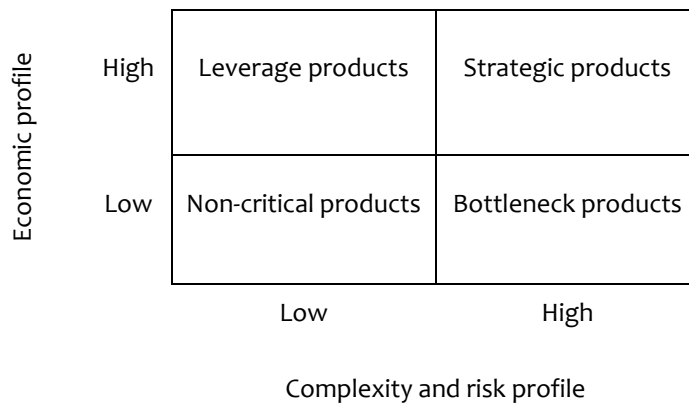 Economic profile
High
Leverage products
Strategic products
Low
Non-critical products
Bottleneck products
Low
High
Complexity and risk profile